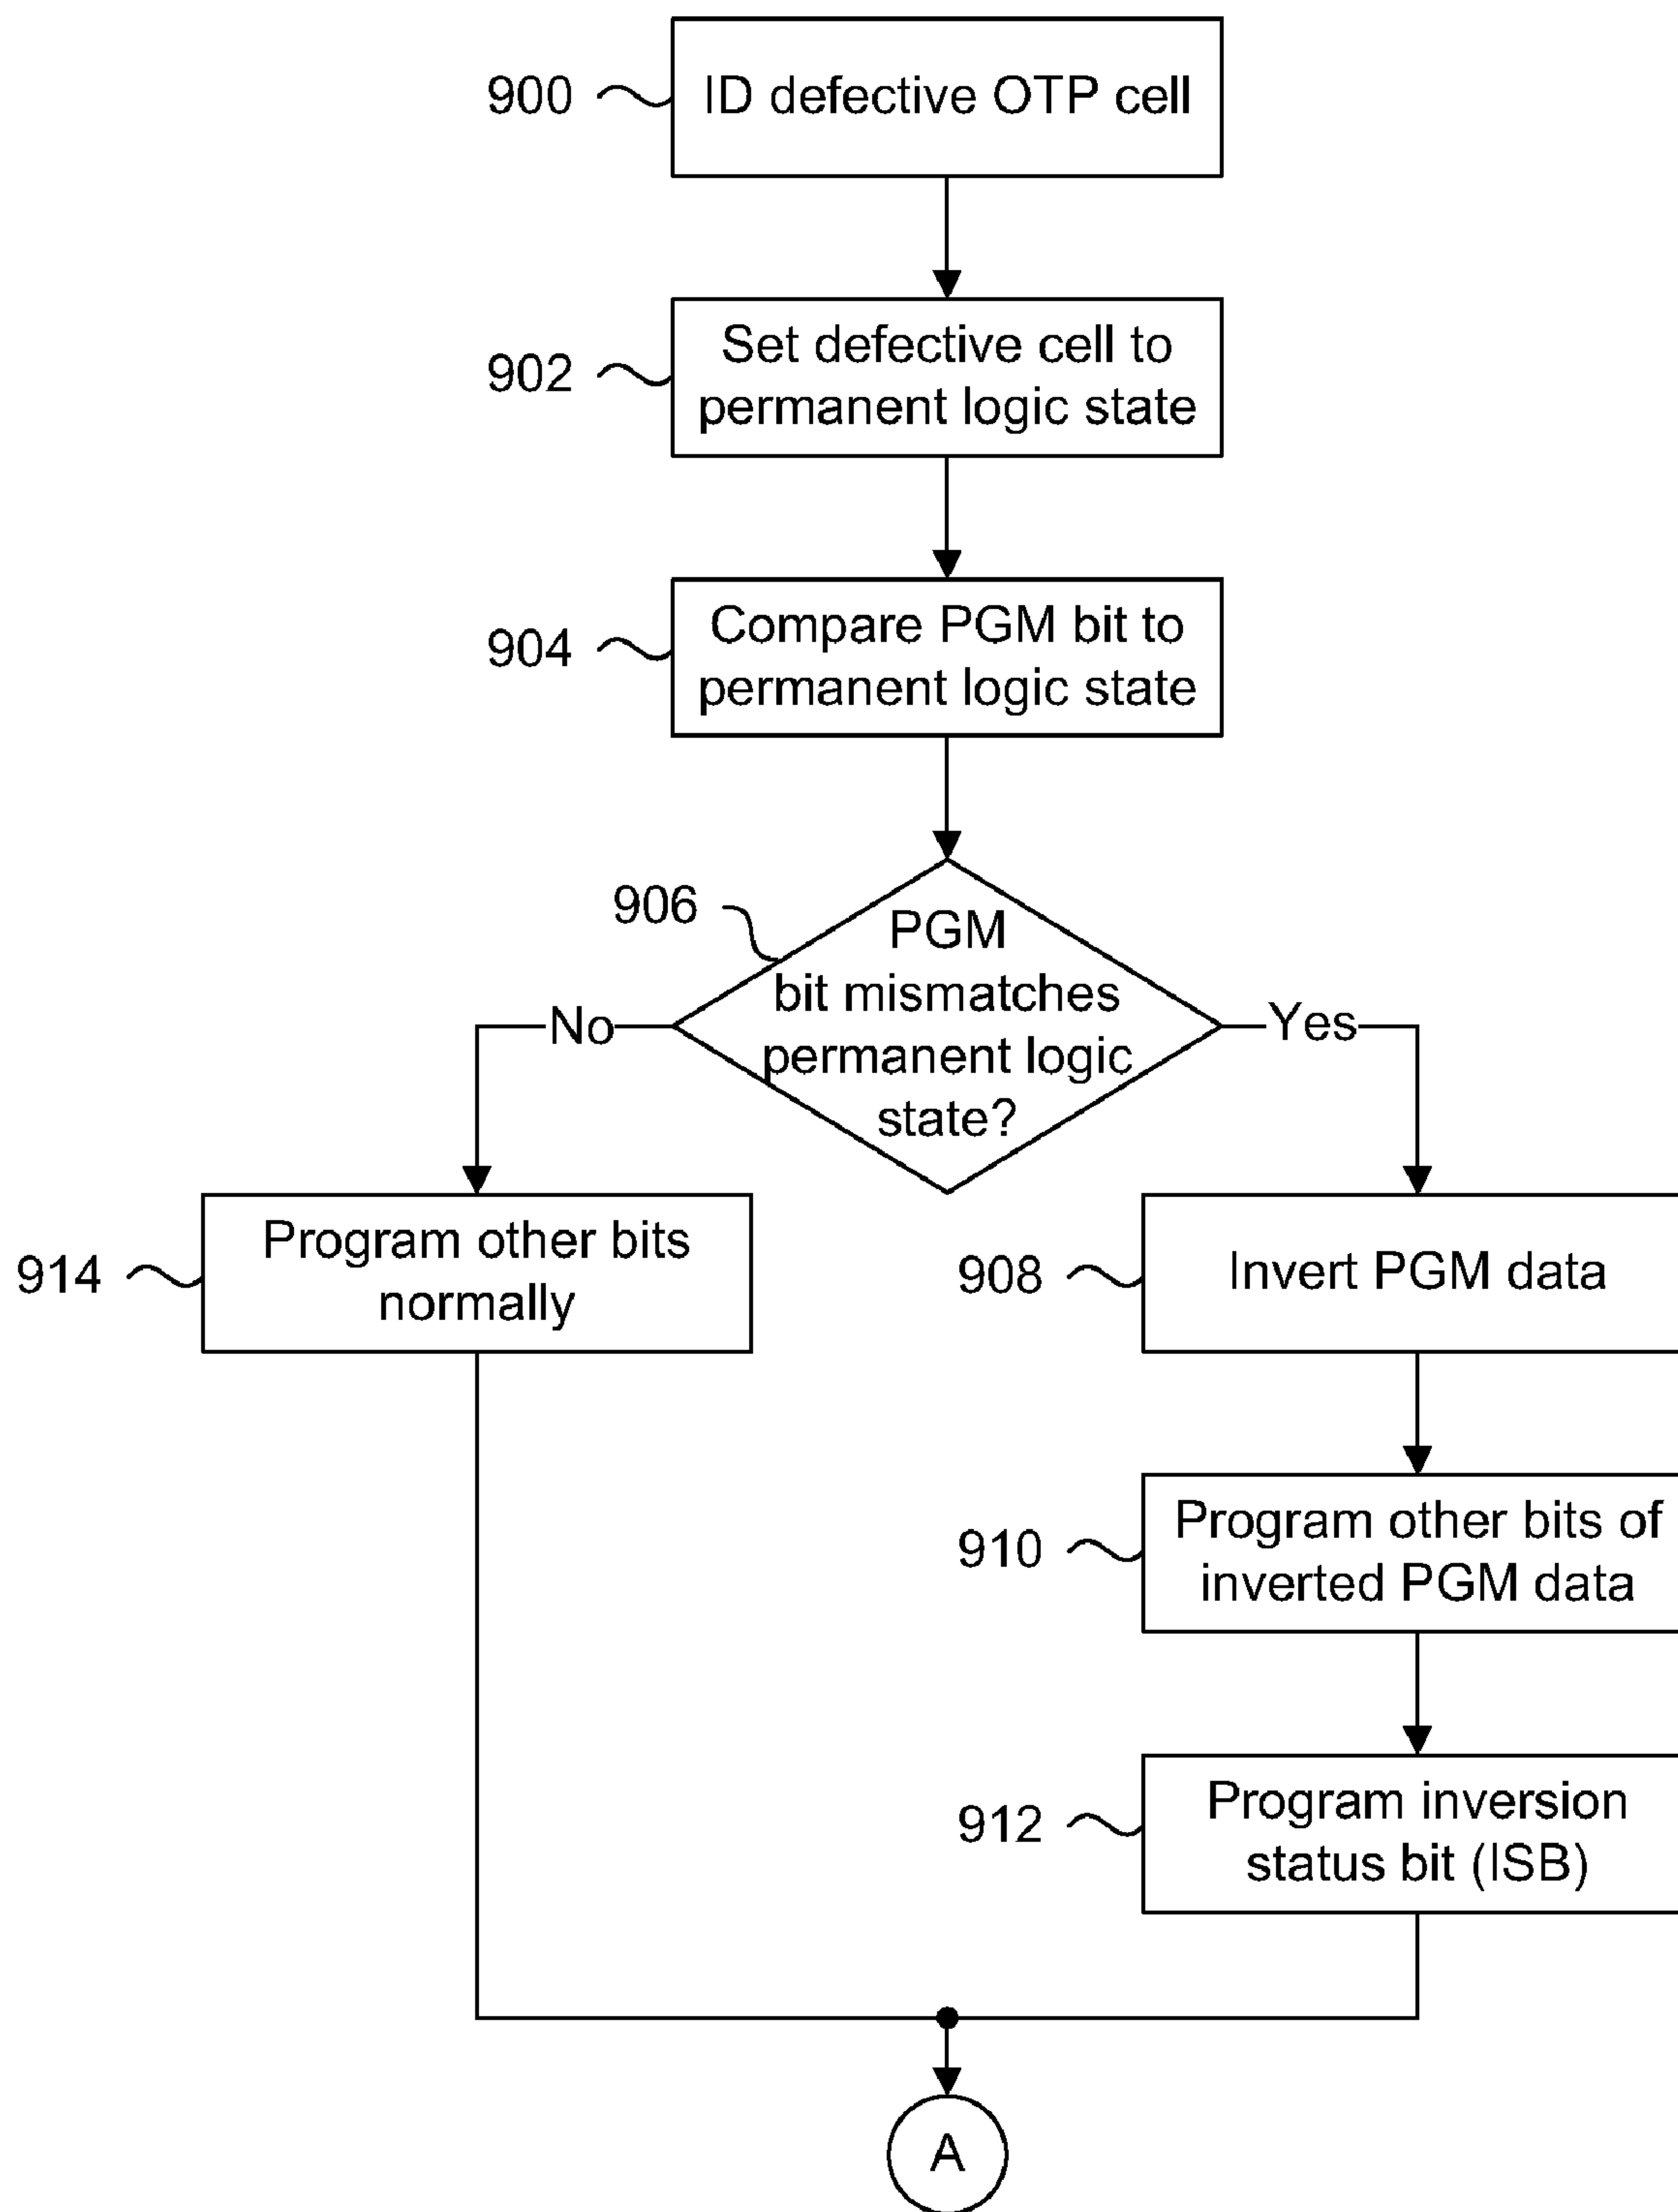 900
ID defective OTP cell
902
Set defective cell to
permanent logic state
904
Compare PGM bit to
permanent logic state
906
PGM
bit mismatches
permanent logic
state?
No
Yes
914
Program other bits
normally
908
Invert PGM data
910
Program other bits of
inverted PGM data
912
Program inversion
status bit (ISB)
A